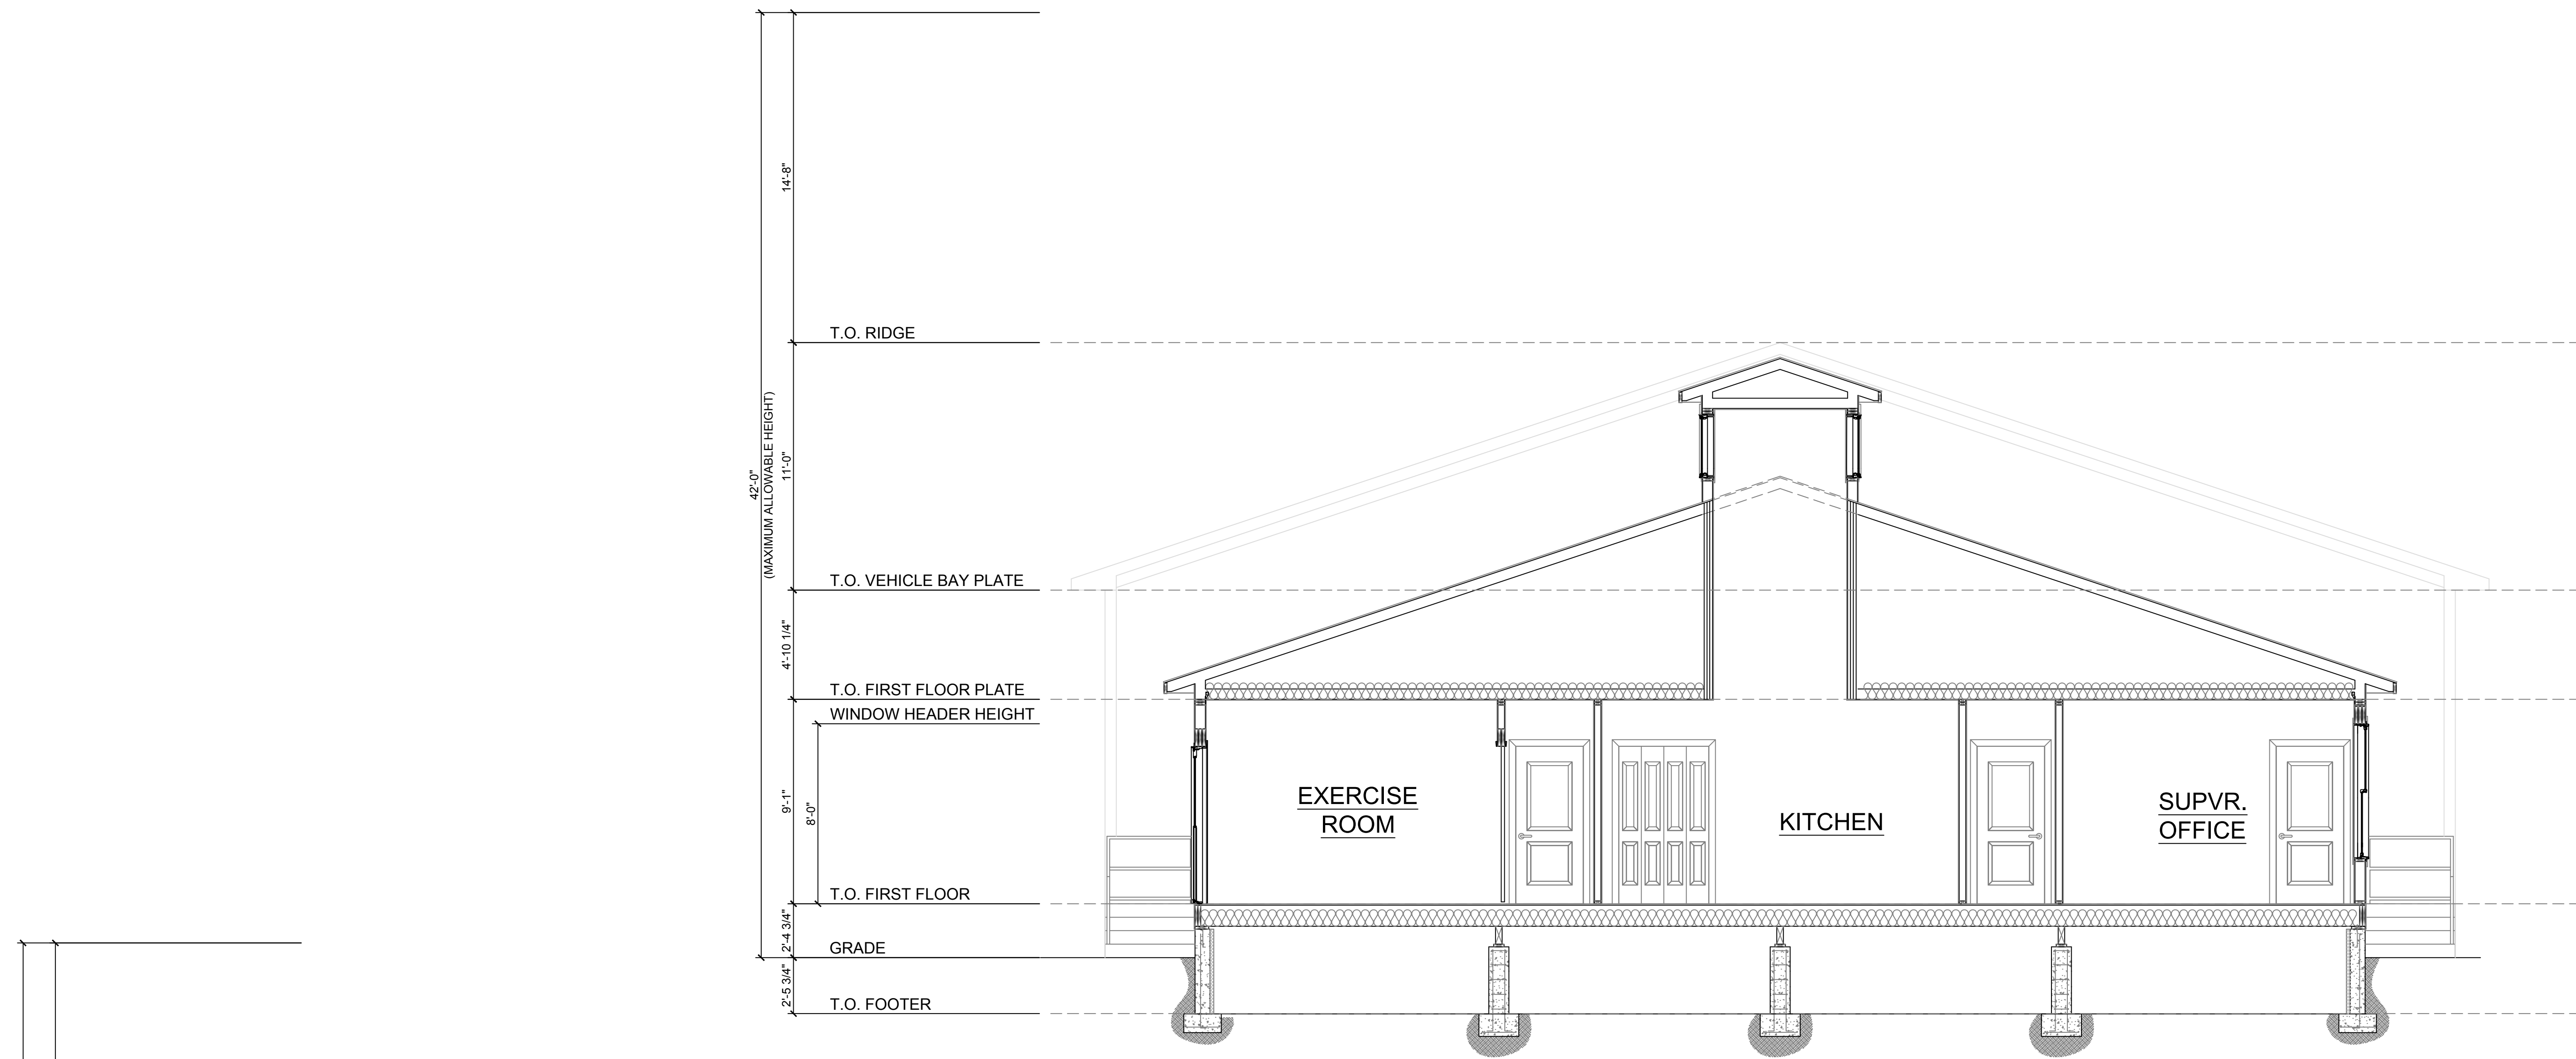 14'-8"
T.O. RIDGE
42'-0"
(MAXIMUM ALLOWABLE HEIGHT)
11'-0"
T.O. VEHICLE BAY PLATE
4'-10 1/4"
T.O. FIRST FLOOR PLATE
WINDOW HEADER HEIGHT
9'-1"
8'-0"
EXERCISE
ROOM
KITCHEN
SUPVR.
OFFICE
T.O. FIRST FLOOR
2'-4 3/4"
GRADE
2'-5 3/4"
T.O. FOOTER